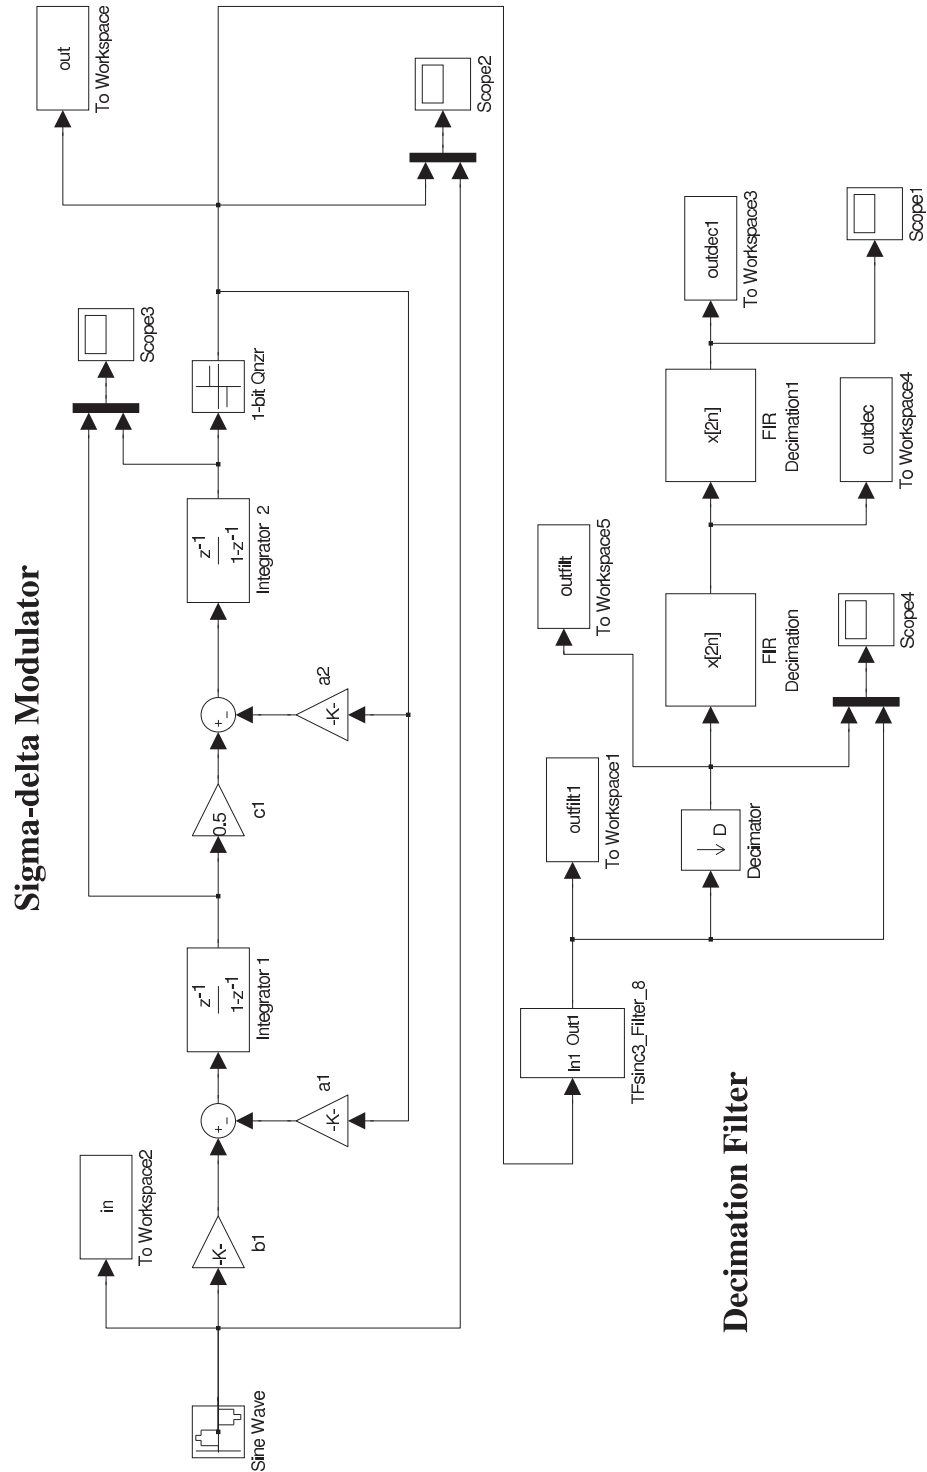 Sigma-delta Modulator
in
To Workspace2
Scope3
out
To Workspace
Sine Wave
-K-
b1
+
-
z-1
1-z-1
Integrator 1
0.5
c1
+
-
z-1
1-z-1
Integrator 2
1-bit Qnzr
-K-
a1
-K-
a2
Scope2
In1 Out1
TFsinc3_Filter_8
outfilt1
To Workspace1
outfilt
To Workspace5
D
Decimator
x[2n]
FIR
Decimation
x[2n]
FIR
Decimation1
outdec1
To Workspace3
Scope4
outdec
To Workspace4
Scope1
Decimation Filter